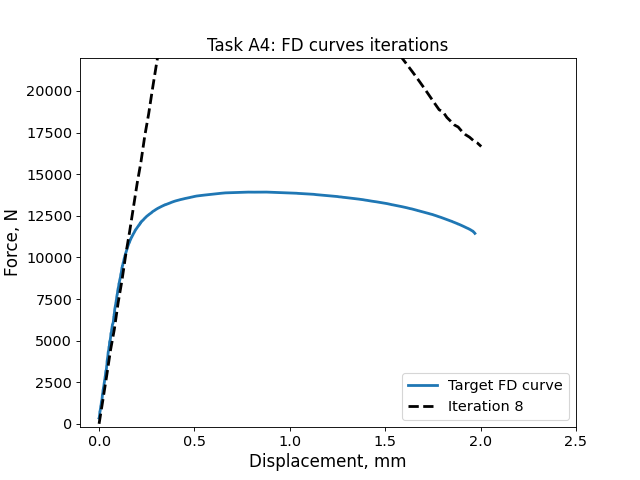 Task A4: FD curves iterations
Force, N
20000
17500
15000
12500
10000
7500
5000
2500
0
0.0 0.5 1.0 1.5 2.0 2.5
Displacement, mm
Target FD curve
Iteration 8